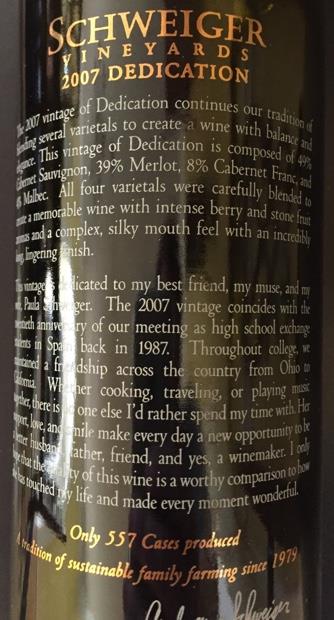 SCHWEIGER
VINEYARDS
2007 DEDICATION
The 2007 vintage of Dedication continues our tradition of
blending several varietals to create a wine with balance and
elegance. This vintage of Dedication is composed of 49%
Cabernet Sauvignon, 39% Merlot, 8% Cabernet Franc, and
4% Malbec. All four varietals were carefully blended to
create a memorable wine with intense berry and stone fruit
aromas and a complex, silky mouth feel with an incredibly
long, lingering finish.
This vintage is dedicated to my best friend, my muse, and my
wife, Paula Schweiger. The 2007 vintage coincides with the
twentieth anniversary of our meeting as high school exchange
students in Spain back in 1987. Throughout college, we
maintained a friendship across the country from Ohio to
California. Whether cooking, traveling, or playing music
together, there is no one else I'd rather spend my time with. Her
support, love, and smile make every day a new opportunity to be
a better husband, father, friend, and yes, a winemaker. I only
hope that the quality of this wine is a worthy comparison to how
she has touched my life and made every moment wonderful.
Only 557 Cases produced
A tradition of sustainable family farming since 1979
Schweiger